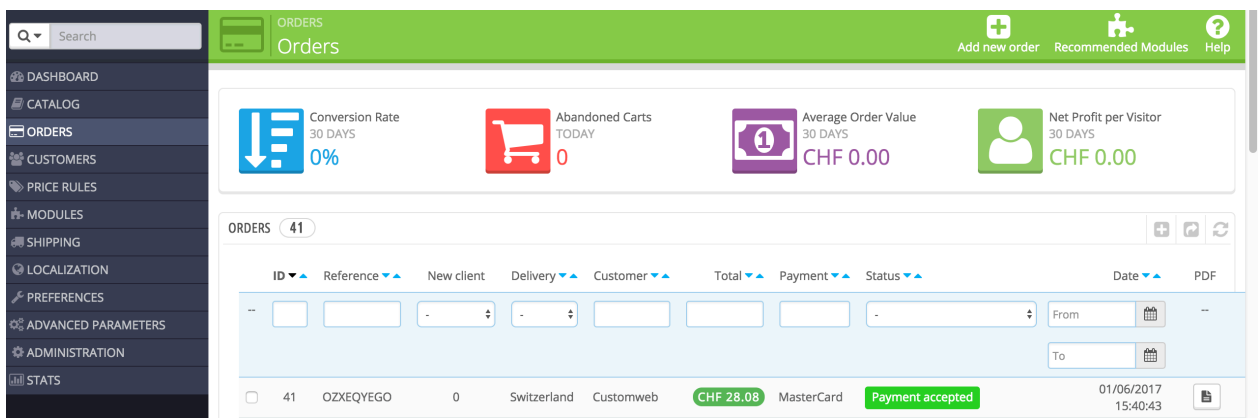 Search
DASHBOARD
CATALOG
ORDERS
CUSTOMERS
PRICE RULES
MODULES
SHIPPING
LOCALIZATION
PREFERENCES
ADVANCED PARAMETERS
ADMINISTRATION
STATS
ORDERS
Orders
Add new order Recommended Modules Help
Conversion Rate
30 DAYS
0%
Abandoned Carts
TODAY
0
1
Average Order Value
30 DAYS
CHF 0.00
Net Profit per Visitor
30 DAYS
CHF 0.00
ORDERS 41
ID Reference New client Delivery Customer Total Payment Status Date PDF
-- - - - From --
To
41 OZXEQYEGO 0 Switzerland Customweb CHF 28.08 MasterCard Payment accepted 01/06/2017
15:40:43